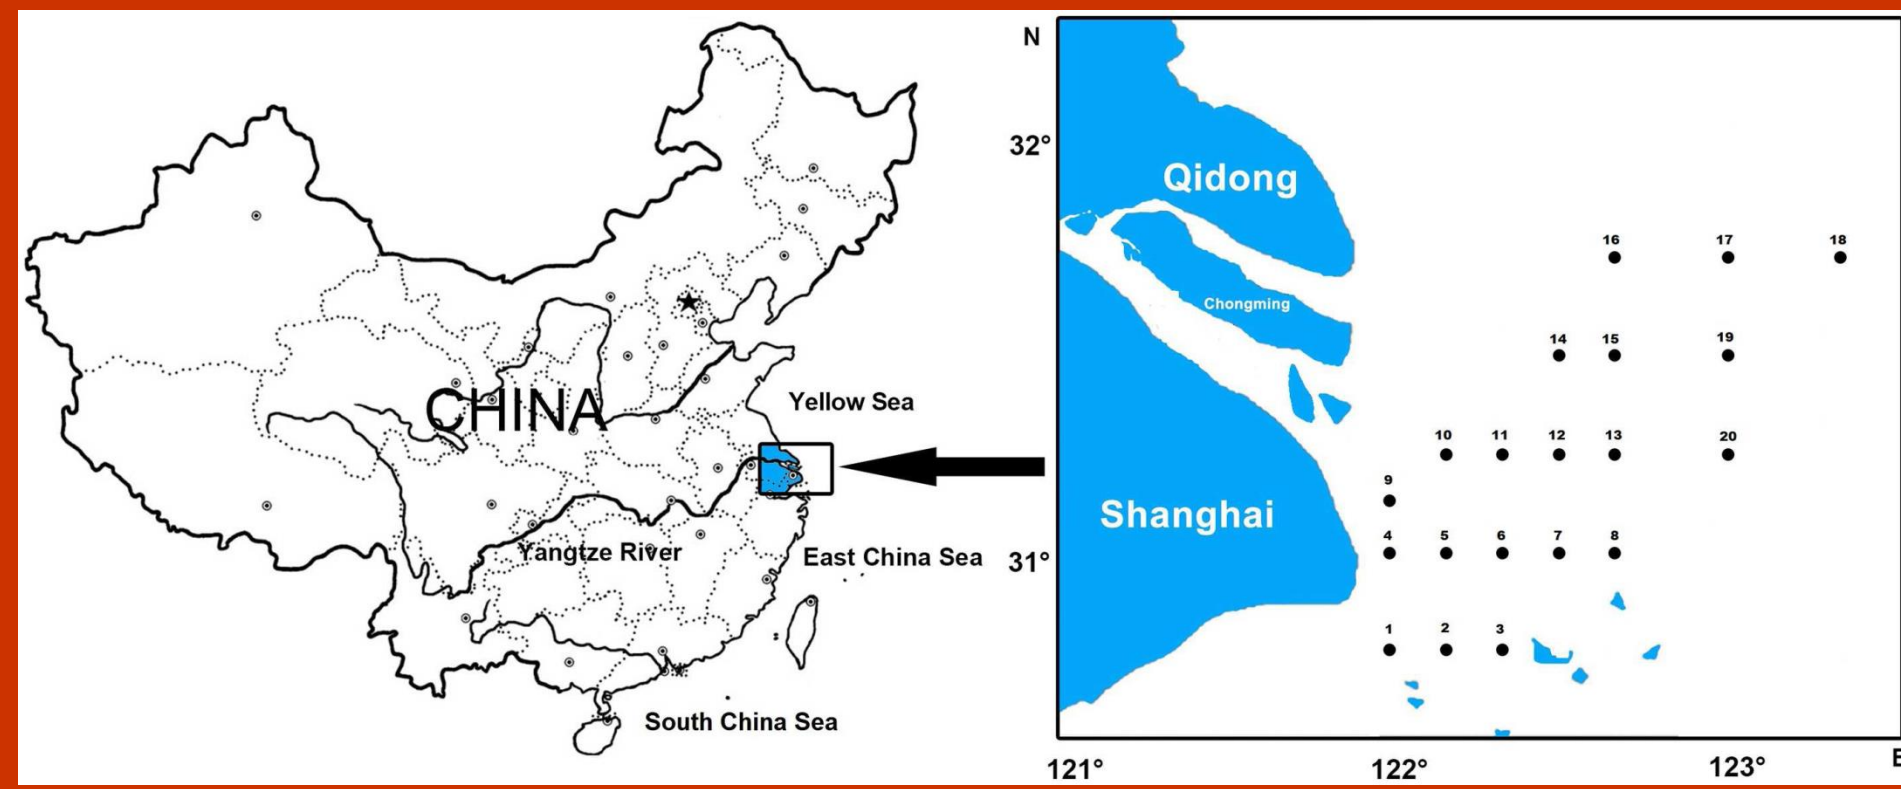 CHINA
Yellow Sea
Yangtze River
East China Sea
South China Sea
N
32°
31°
Qidong
Chongming
Shanghai
16 17 18
14 15 19
10 11 12 13 20
9
4 5 6 7 8
1 2 3
121° 122° 123°